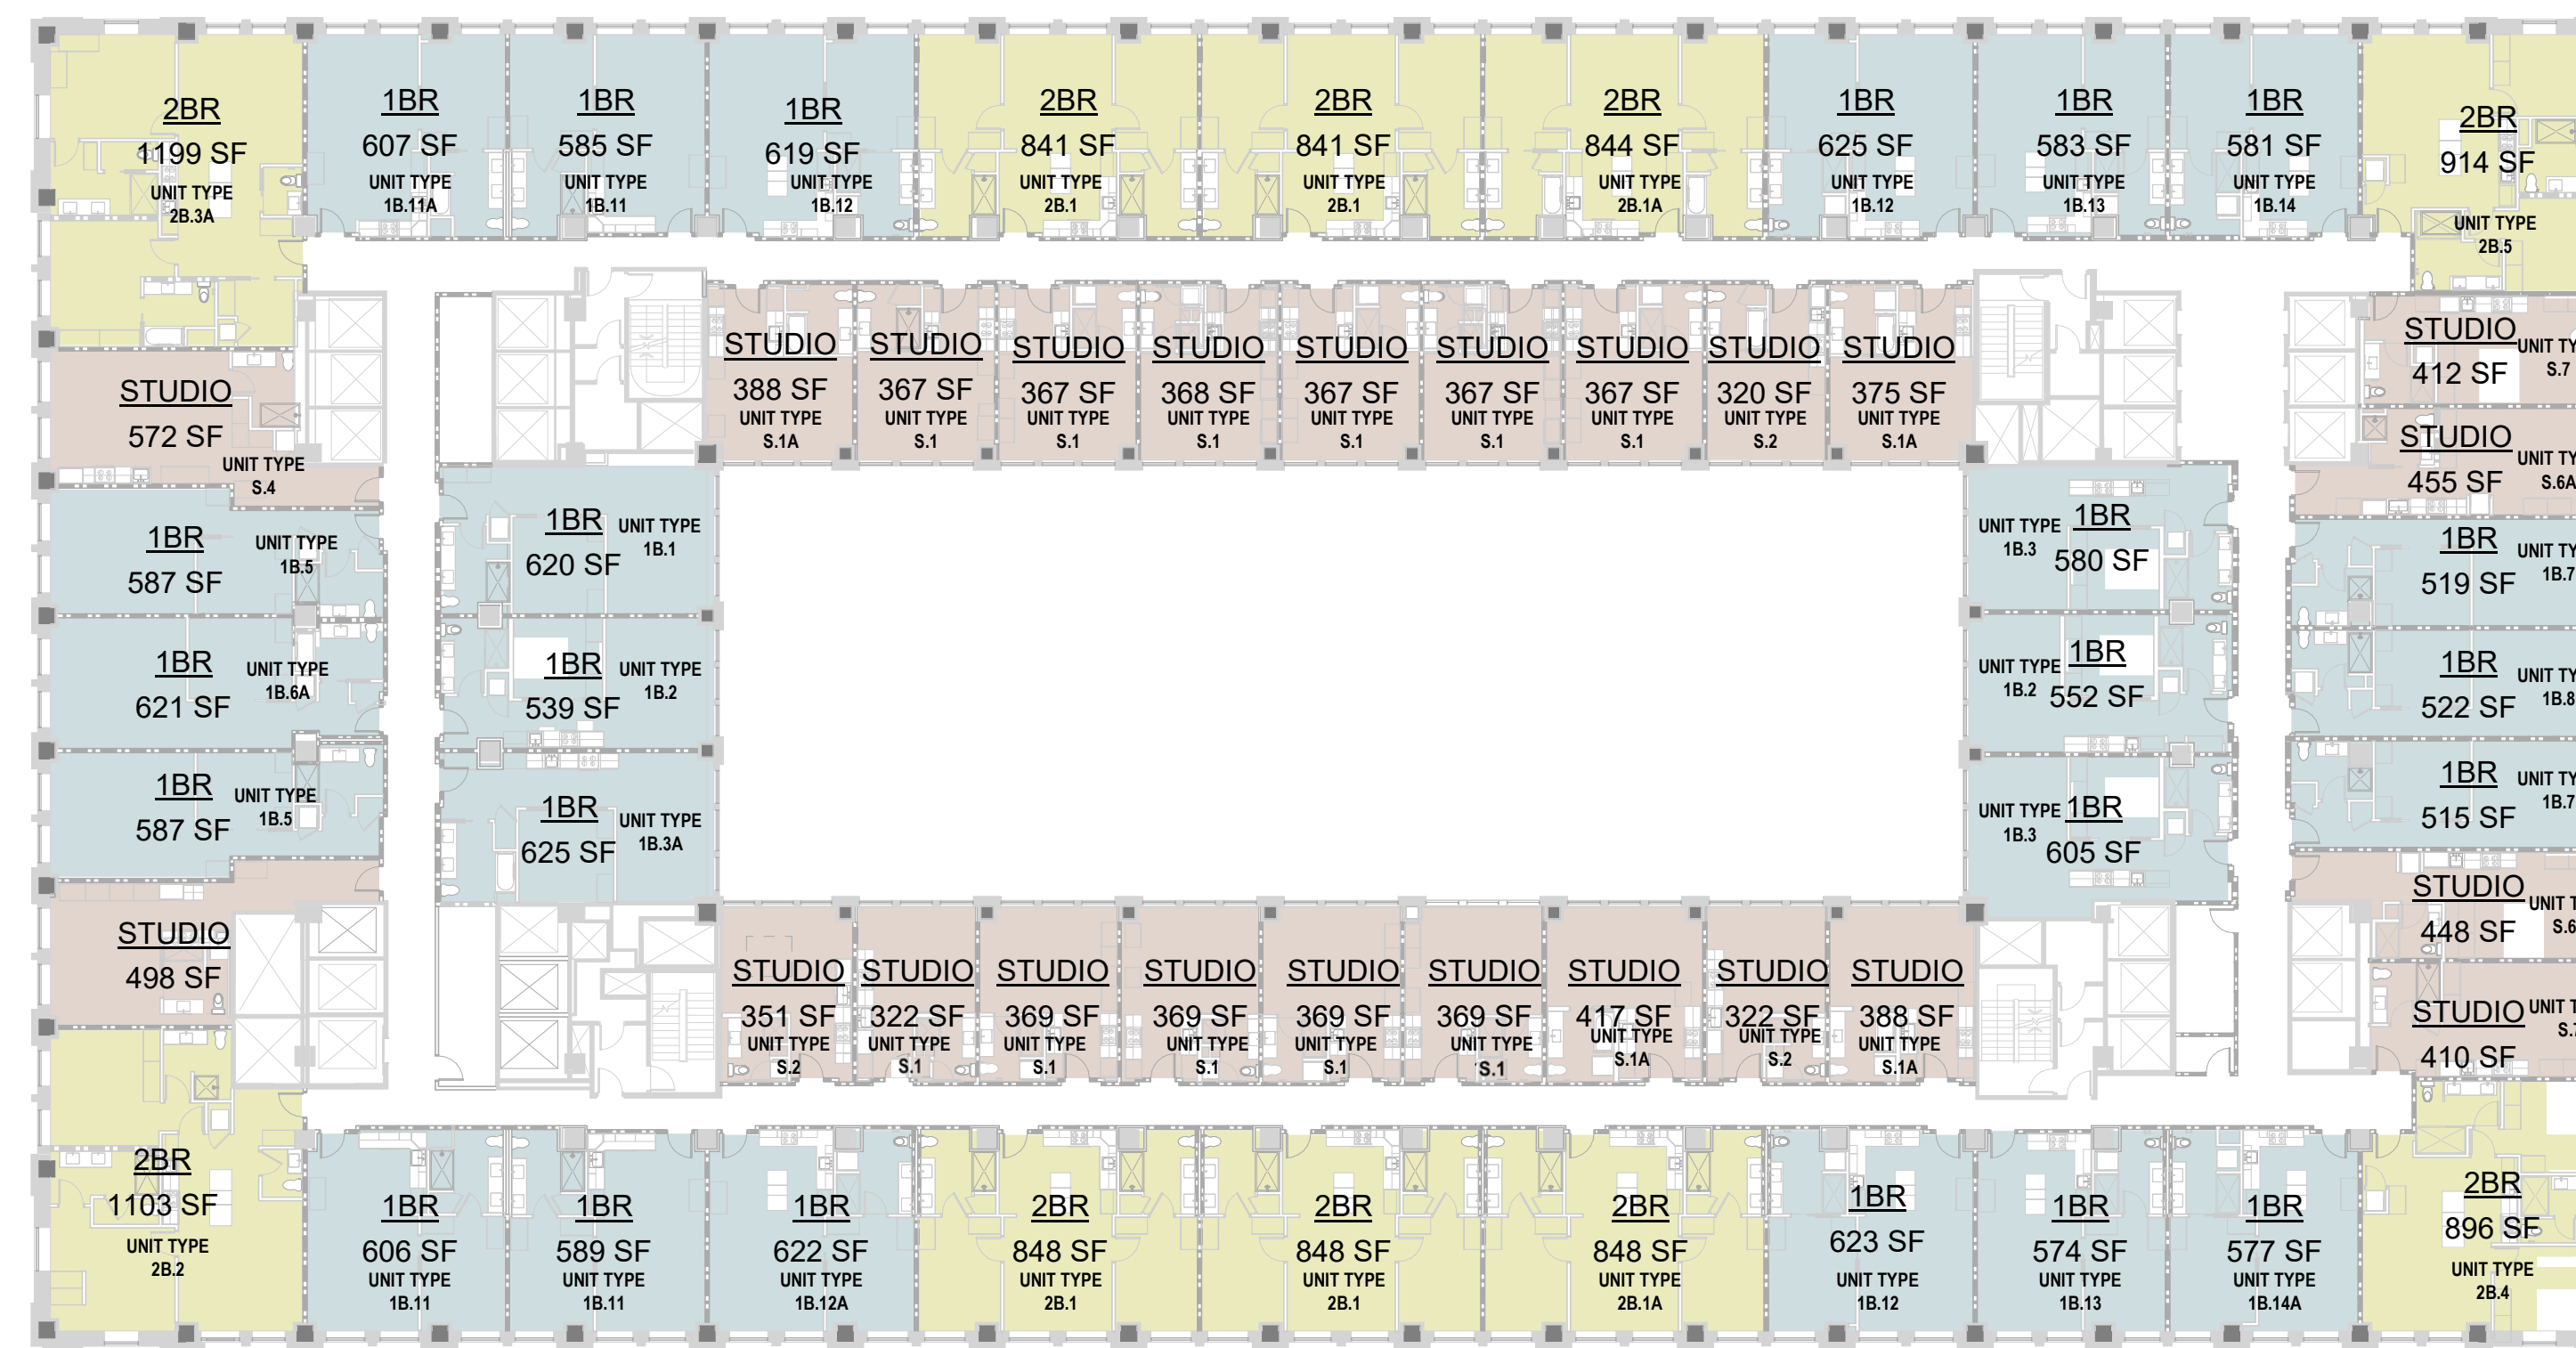 2BR
1199 SF
UNIT TYPE
2B.3A
1BR
607 SF
UNIT TYPE
1B.11A
1BR
585 SF
UNIT TYPE
1B.11
1BR
619 SF
UNIT TYPE
1B.12
2BR
841 SF
UNIT TYPE
2B.1
2BR
841 SF
UNIT TYPE
2B.1
2BR
844 SF
UNIT TYPE
2B.1A
1BR
625 SF
UNIT TYPE
1B.12
1BR
583 SF
UNIT TYPE
1B.13
1BR
581 SF
UNIT TYPE
1B.14
2BR
914 SF
UNIT TYPE
2B.5
STUDIO
388 SF
UNIT TYPE
S.1A
STUDIO
367 SF
UNIT TYPE
S.1
STUDIO
367 SF
UNIT TYPE
S.1
STUDIO
368 SF
UNIT TYPE
S.1
STUDIO
367 SF
UNIT TYPE
S.1
STUDIO
367 SF
UNIT TYPE
S.1
STUDIO
367 SF
UNIT TYPE
S.1
STUDIO
320 SF
UNIT TYPE
S.2
STUDIO
375 SF
UNIT TYPE
S.1A
STUDIO
412 SF
UNIT TY
S.7
STUDIO
572 SF
UNIT TYPE
S.4
STUDIO
455 SF
UNIT TY
S.6A
1BR
587 SF
UNIT TYPE
1B.5
1BR
620 SF
UNIT TYPE
1B.1
UNIT TYPE
1B.3
1BR
580 SF
1BR
519 SF
UNIT TY
1B.7
1BR
621 SF
UNIT TYPE
1B.6A
1BR
539 SF
UNIT TYPE
1B.2
UNIT TYPE
1B.2
1BR
552 SF
1BR
522 SF
UNIT TY
1B.8
1BR
587 SF
UNIT TYPE
1B.5
1BR
625 SF
UNIT TYPE
1B.3A
UNIT TYPE
1B.3
1BR
605 SF
1BR
515 SF
UNIT TY
1B.7
STUDIO
498 SF
STUDIO
448 SF
UNIT T
S.6
STUDIO
351 SF
UNIT TYPE
S.2
STUDIO
322 SF
UNIT TYPE
S.1
STUDIO
369 SF
UNIT TYPE
S.1
STUDIO
369 SF
UNIT TYPE
S.1
STUDIO
369 SF
UNIT TYPE
S.1
STUDIO
369 SF
UNIT TYPE
S.1
STUDIO
417 SF
UNIT TYPE
S.1A
STUDIO
322 SF
UNIT TYPE
S.2
STUDIO
388 SF
UNIT TYPE
S.1A
STUDIO
410 SF
UNIT T
S.7
2BR
1103 SF
UNIT TYPE
2B.2
1BR
606 SF
UNIT TYPE
1B.11
1BR
589 SF
UNIT TYPE
1B.11
1BR
622 SF
UNIT TYPE
1B.12A
2BR
848 SF
UNIT TYPE
2B.1
2BR
848 SF
UNIT TYPE
2B.1
2BR
848 SF
UNIT TYPE
2B.1A
1BR
623 SF
UNIT TYPE
1B.12
1BR
574 SF
UNIT TYPE
1B.13
1BR
577 SF
UNIT TYPE
1B.14A
2BR
896 SF
UNIT TYPE
2B.4